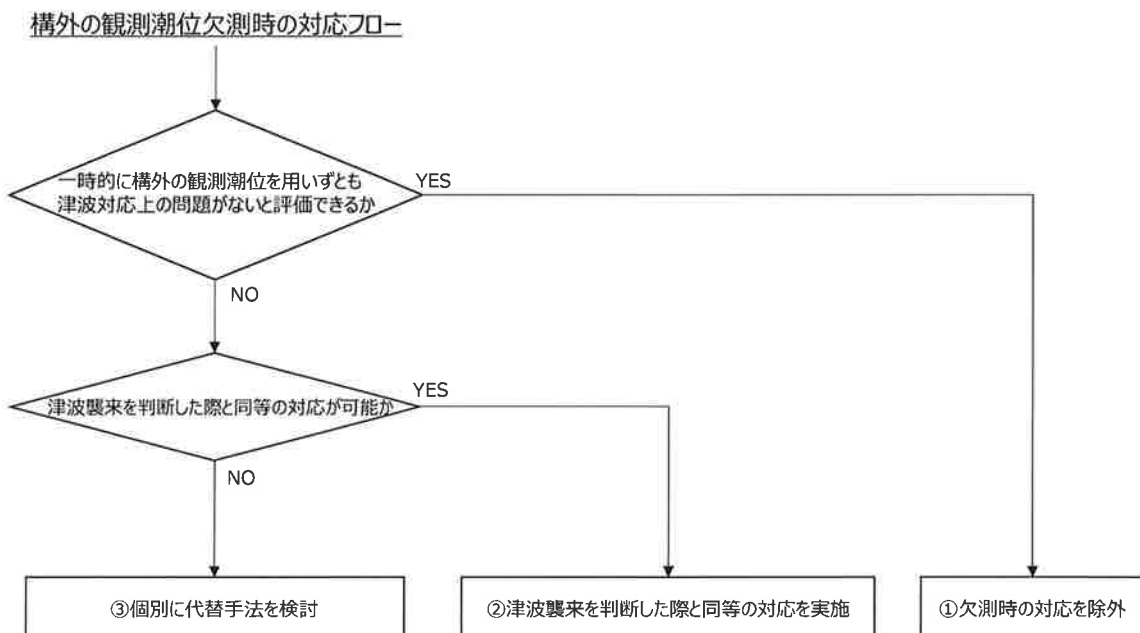 構外の観測潮位欠測時の対応フロー
一時的に構外の観測潮位を用いずとも
津波対応上の問題がないと評価できるか
YES
NO
津波襲来を判断した際と同等の対応が可能か
YES
NO
③個別に代替手法を検討
②津波襲来を判断した際と同等の対応を実施
①欠測時の対応を除外